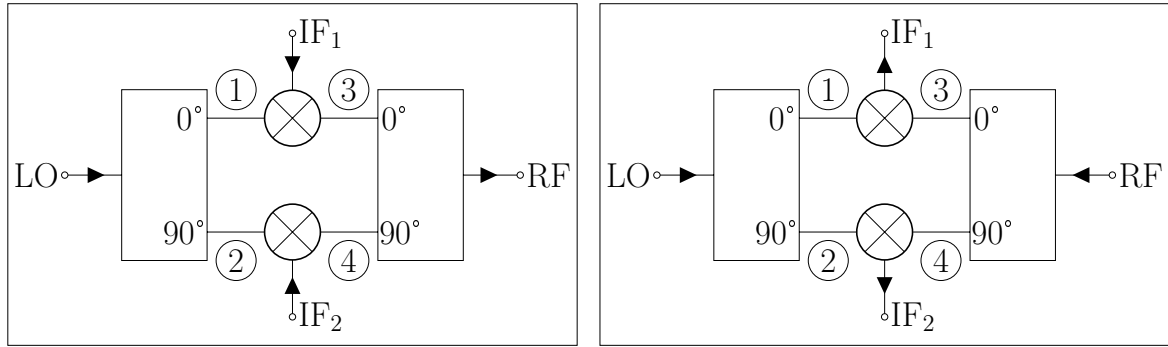 IF₁
① ③
0° 0°
LO RF
90° 90°
② ④
IF₂
IF₁
① ③
0° 0°
LO RF
90° 90°
② ④
IF₂